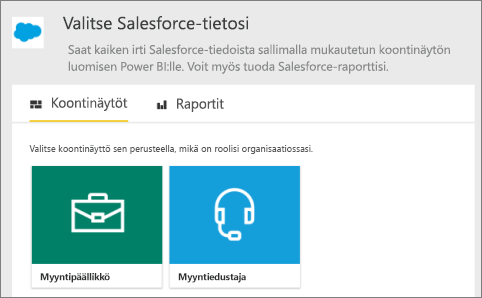 Valitse Salesforce-tietosi
Saat kaiken irti Salesforce-tiedoista sallimalla mukautetun koontinäytön
luomisen Power BI:lle. Voit myös tuoda Salesforce-raporttisi.
Koontinäytöt
Raportit
Valitse koontinäyttö sen perusteella, mikä on roolisi organisaatiossasi.
Myyntipäällikkö
Myyntiedustaja